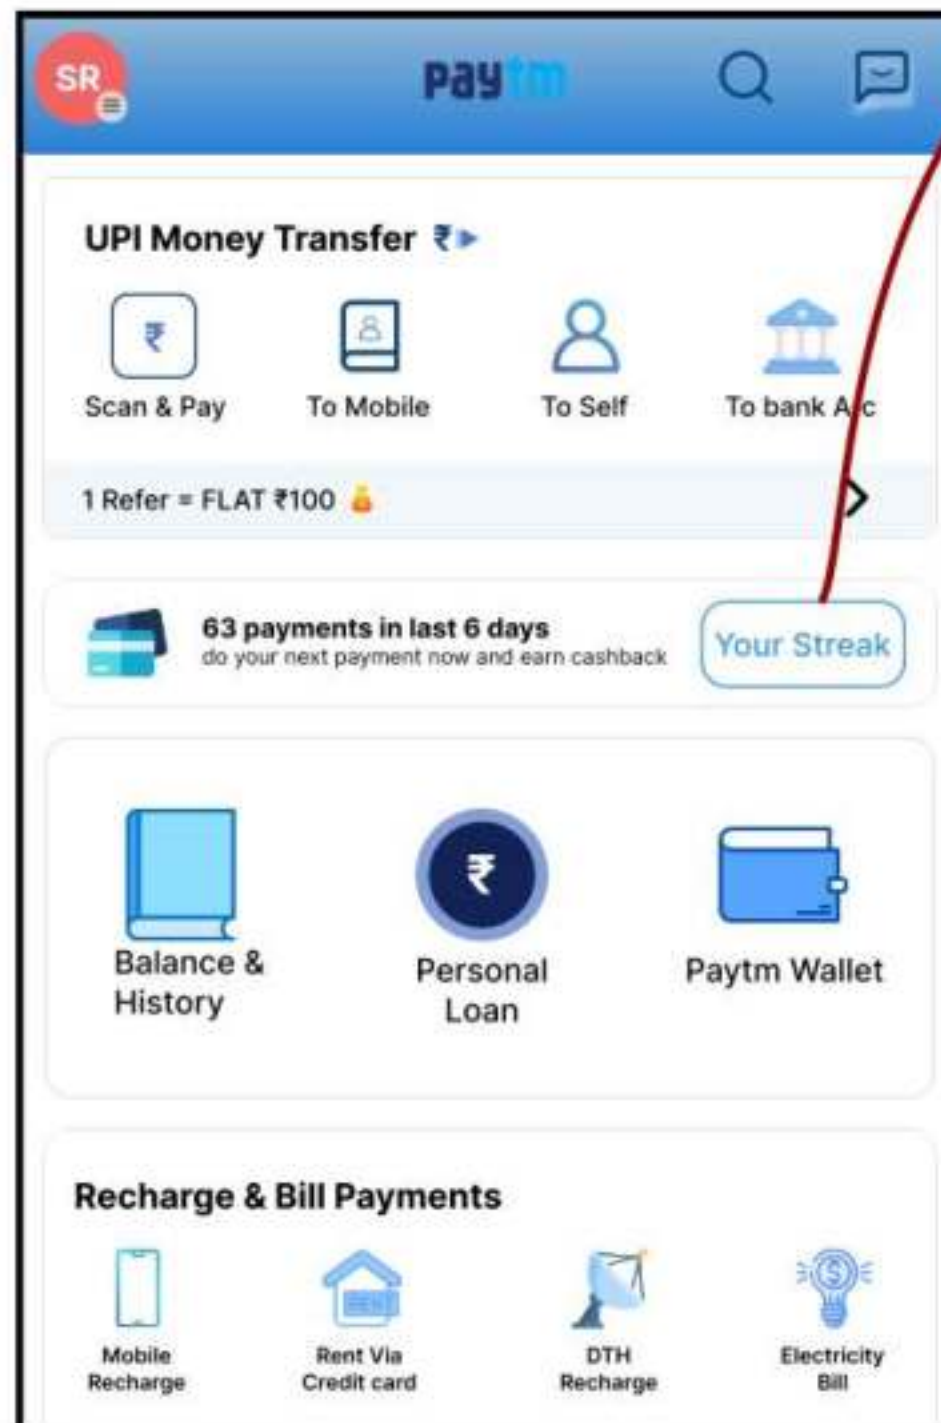 SR
paytm
UPI Money Transfer ₹
₹
Scan & Pay
To Mobile
To Self
To bank A/c
1 Refer = FLAT ₹100
63 payments in last 6 days
do your next payment now and earn cashback
Your Streak
Balance &
History
₹
Personal
Loan
Paytm Wallet
Recharge & Bill Payments
Mobile
Recharge
RENT
Rent Via
Credit card
DTH
Recharge
$
Electricity
Bill